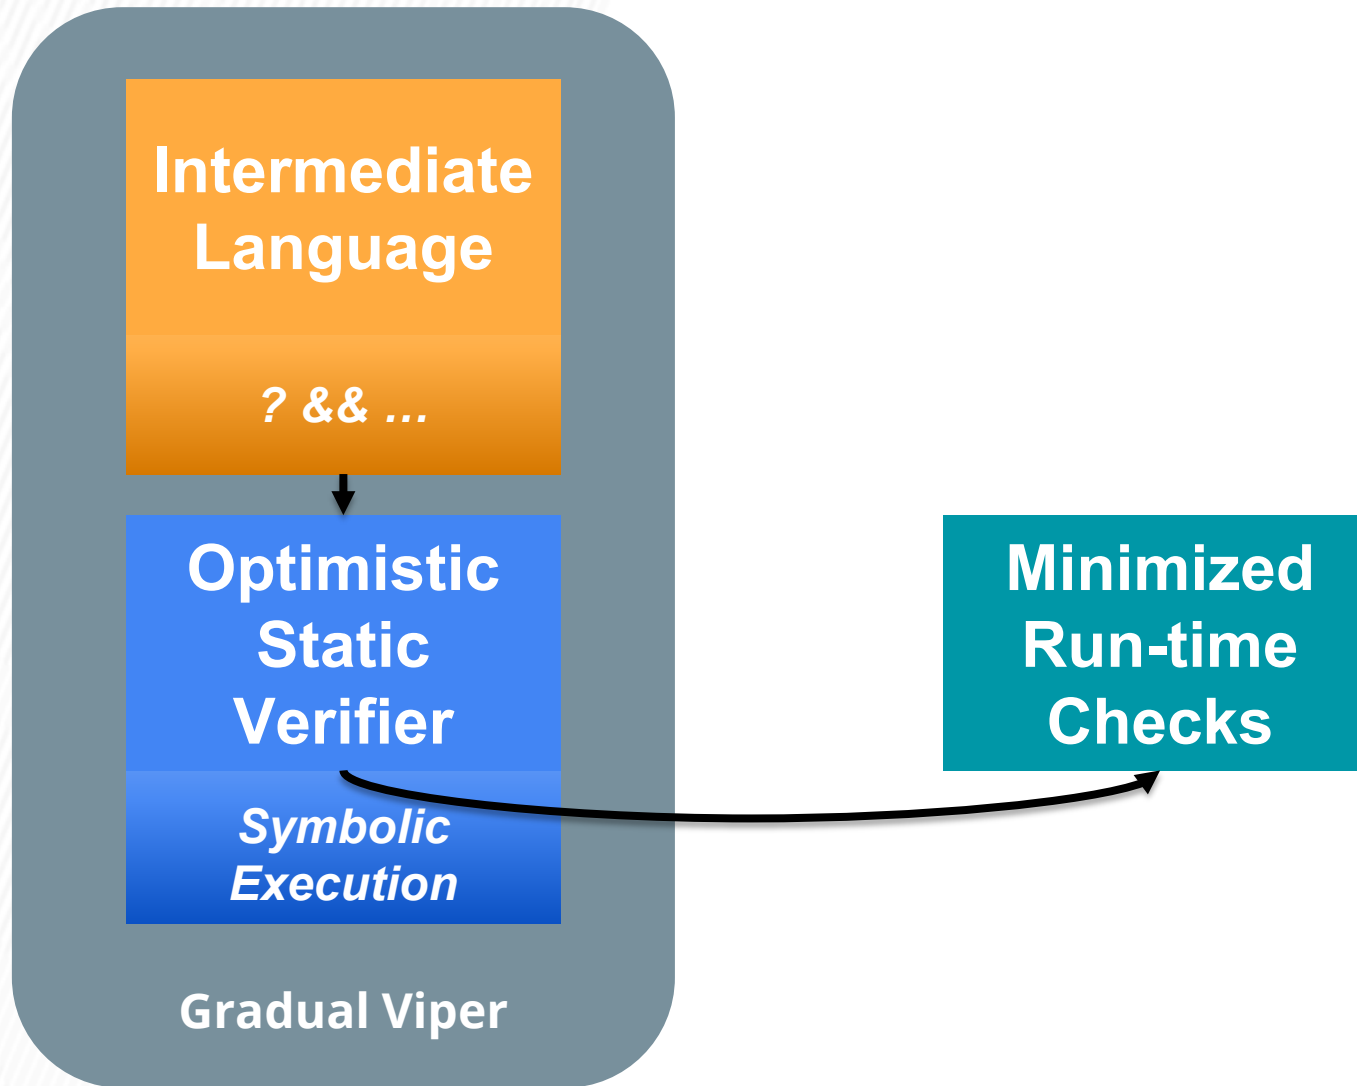 Intermediate
Language
? && …
Optimistic
Static
Verifier
Symbolic
Execution
Gradual Viper
Minimized
Run-time
Checks